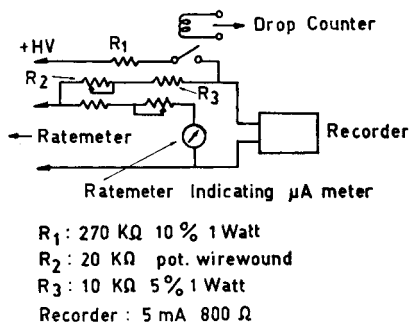 Drop Counter
+HV
R1
R2
R3
Ratemeter
Recorder
Ratemeter Indicating μA meter
R1 : 270 KΩ 10% 1 Watt
R2 : 20 KΩ pot. wirewound
R3 : 10 KΩ 5% 1 Watt
Recorder : 5 mA 800 Ω